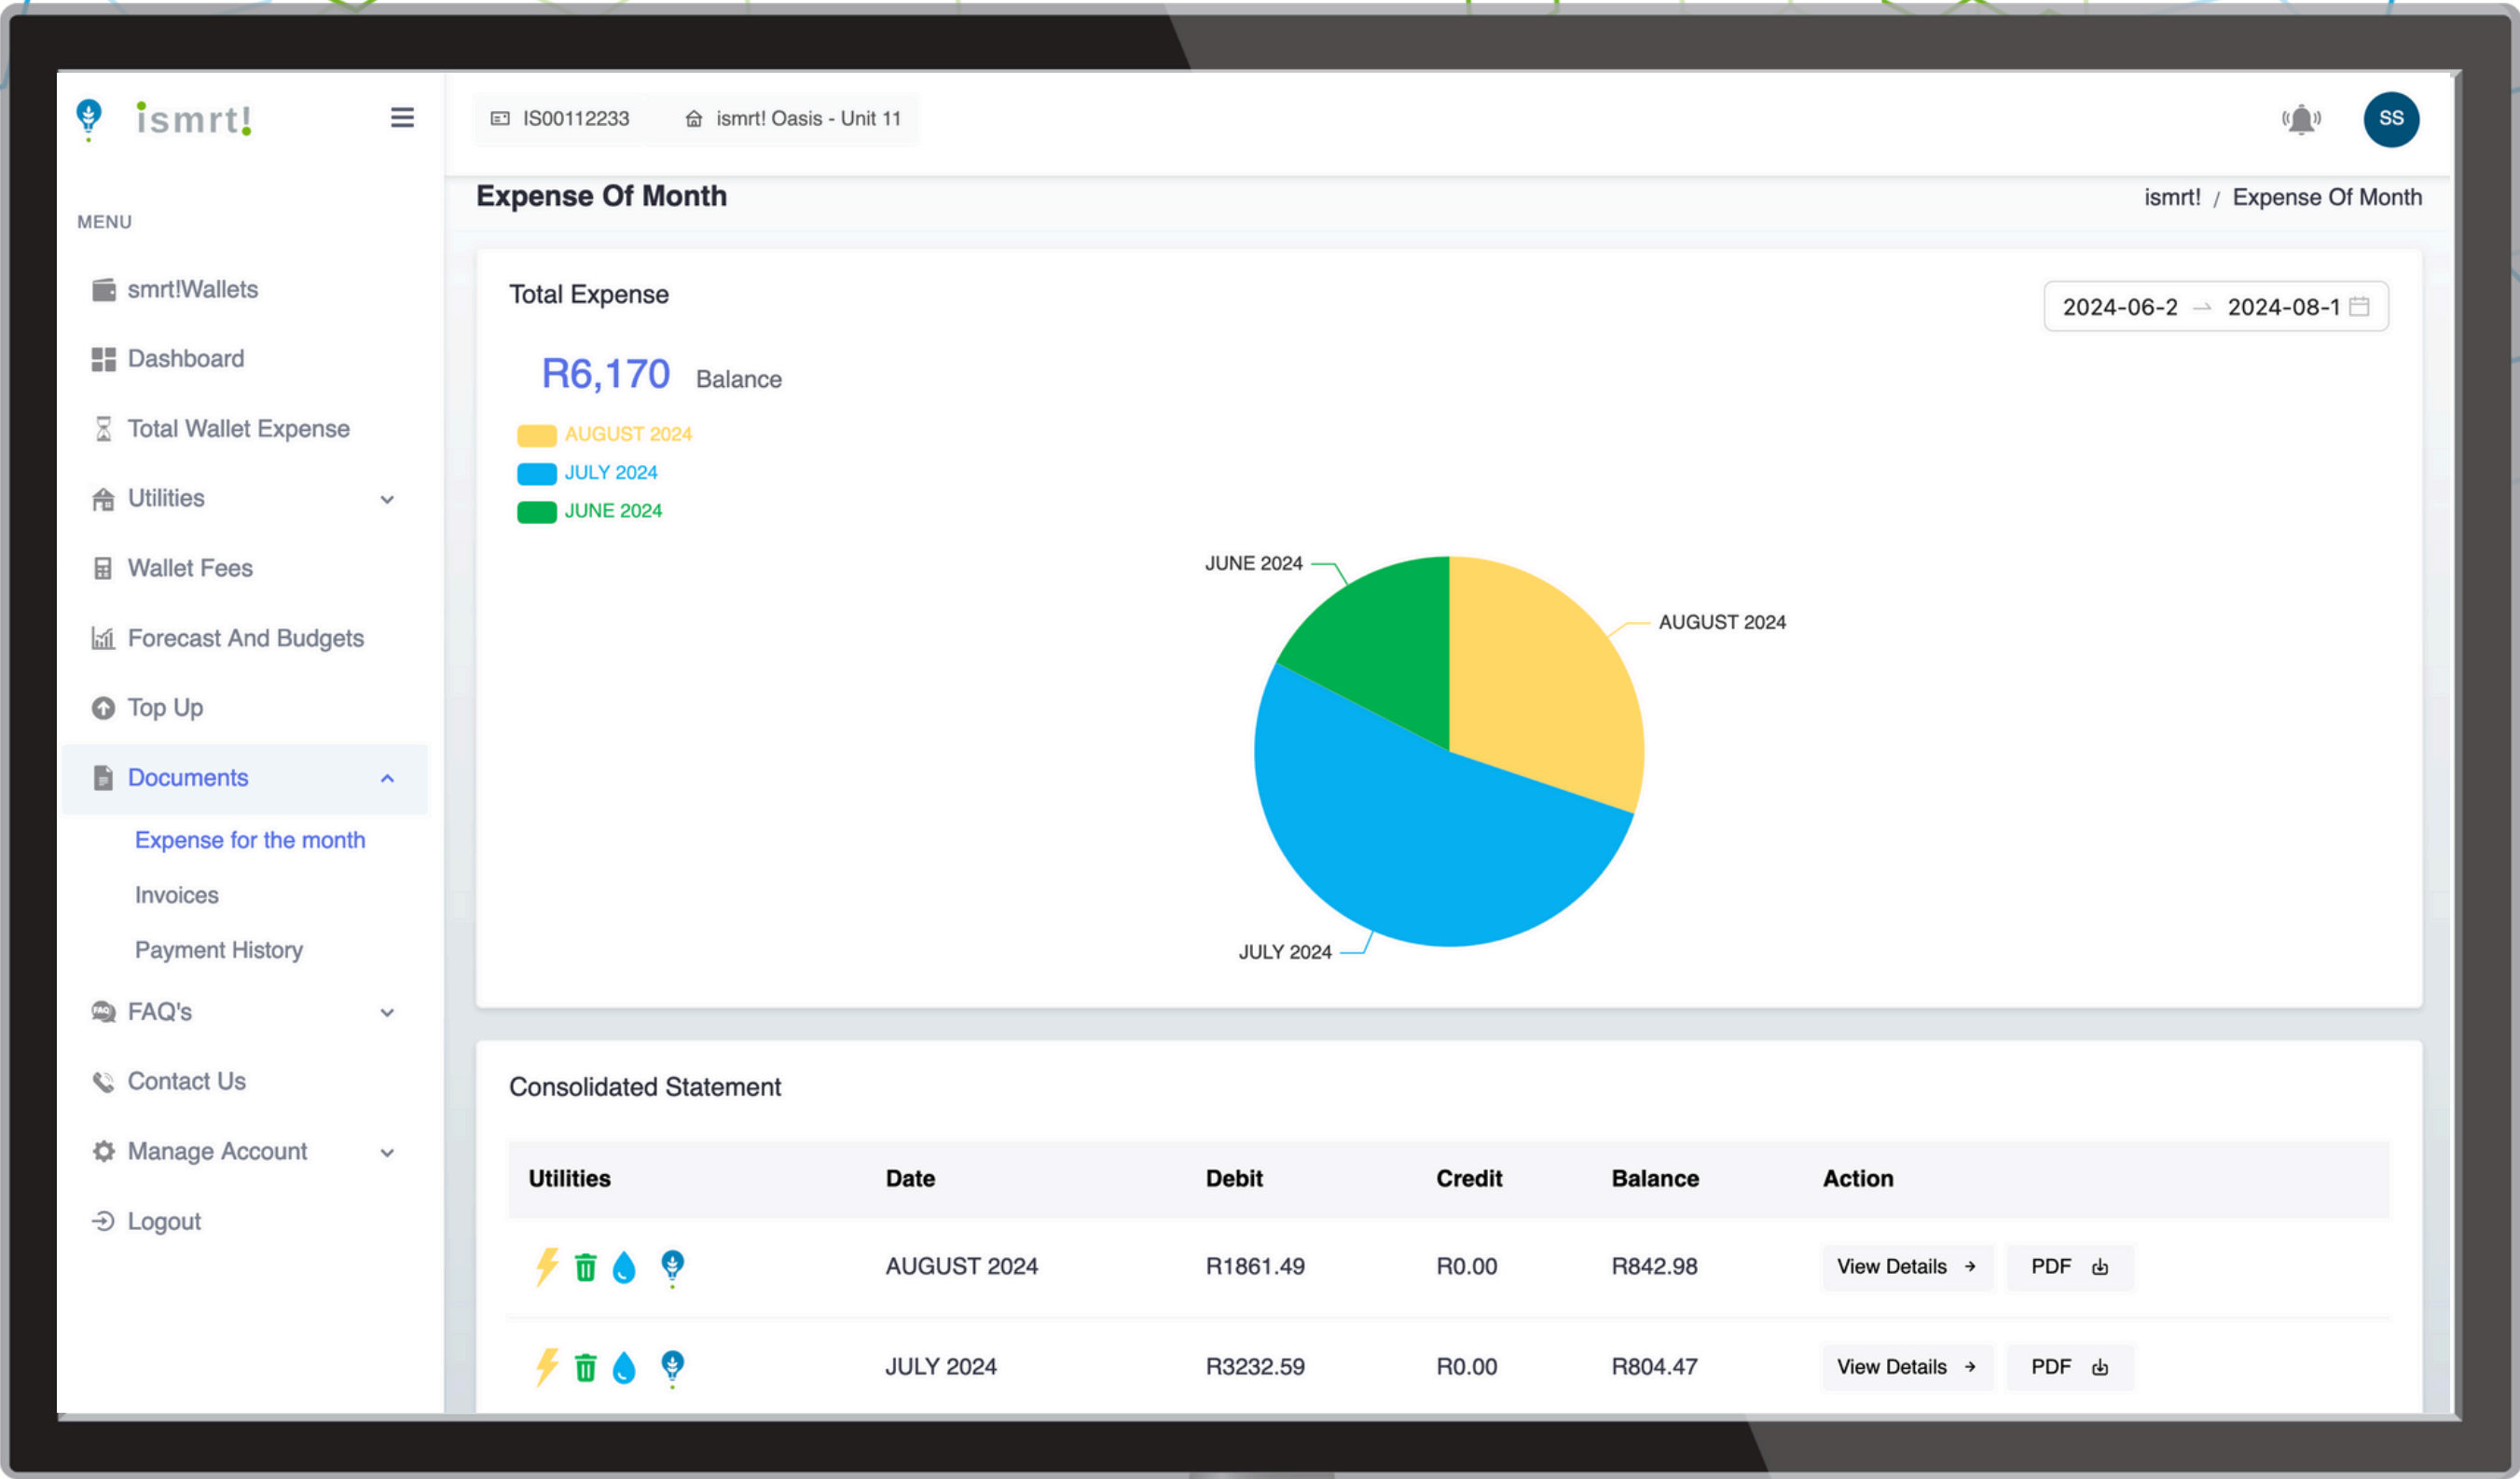 ismrt!
IS00112233 ismrt! Oasis - Unit 11
SS
MENU
smrt!Wallets
Dashboard
Total Wallet Expense
Utilities
Wallet Fees
Forecast And Budgets
Top Up
Documents
Expense for the month
Invoices
Payment History
FAQ's
Contact Us
Manage Account
Logout
Expense Of Month
ismrt! / Expense Of Month
Total Expense
2024-06-2 → 2024-08-1
R6,170 Balance
AUGUST 2024
JULY 2024
JUNE 2024
JUNE 2024
AUGUST 2024
JULY 2024
Consolidated Statement
Utilities Date Debit Credit Balance Action
AUGUST 2024 R1861.49 R0.00 R842.98 View Details → PDF
JULY 2024 R3232.59 R0.00 R804.47 View Details → PDF